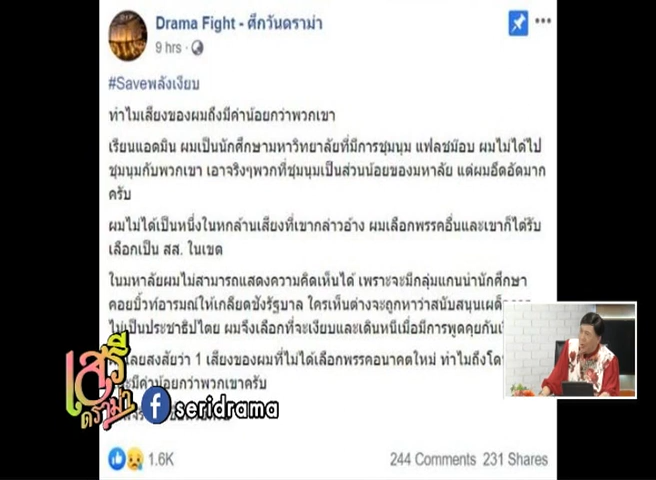 Drama Fight - ศึกวันดราม่า
9 hrs ·
#Saveพลังเงียบ
ทำไมเสียงของผมถึงมีค่าน้อยกว่าพวกเขา
เรียนแอดมิน ผมเป็นนักศึกษามหาวิทยาลัยที่มีการชุมนุม แฟลชม๊อบ ผมไม่ได้ไป
ชุมนุมกับพวกเขา เอาจริงๆพวกที่ชุมนุมเป็นส่วนน้อยของมหาลัย แต่ผมอึดอัดมาก
ครับ
ผมไม่ได้เป็นหนึ่งในหกล้านเสียงที่เขากล่าวอ้าง ผมเลือกพรรคอื่นและเขาก็ได้รับ
เลือกเป็น สส. ในเขต
ในมหาลัยผมไม่สามารถแสดงความคิดเห็นได้ เพราะจะมีกลุ่มแกนนำนักศึกษา
คอยบิ้วท์อารมณ์ให้เกลียดชังรัฐบาล ใครเห็นต่างจะถูกหาว่าสนับสนุน
ไม่เป็นประชาธิปไตย ผมจึงเลือกที่จะเงียบและเดินหนีเมื่อมีการพูดคุยกัน
เลยสงสัยว่า 1 เสียงของผมที่ไม่ได้เลือกพรรคอนาคตใหม่ ทำไมถึง
มีค่าน้อยกว่าพวกเขาครับ
เสรี
ดราม่า
seridrama
1.6K
244 Comments 231 Shares